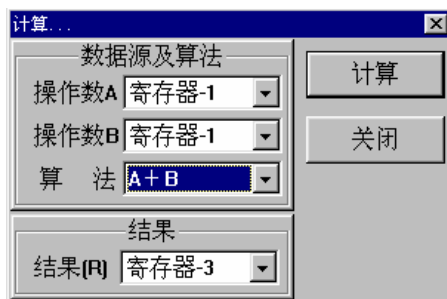 计算...
数据源及算法
操作数A 寄存器-1
操作数B 寄存器-1
算 法 A＋B
计算
关闭
结果
结果(R) 寄存器-3